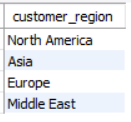 customer_region
North America
Asia
Europe
Middle East